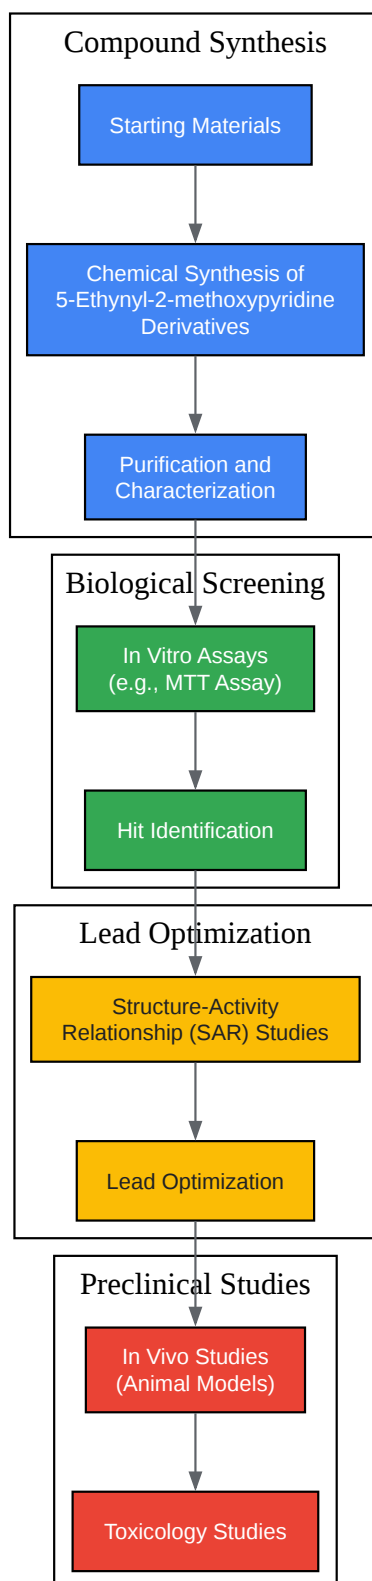 Compound Synthesis
Starting Materials
Chemical Synthesis of
5-Ethynyl-2-methoxypyridine
Derivatives
Purification and
Characterization
Biological Screening
In Vitro Assays
(e.g., MTT Assay)
Hit Identification
Lead Optimization
Structure-Activity
Relationship (SAR) Studies
Lead Optimization
Preclinical Studies
In Vivo Studies
(Animal Models)
Toxicology Studies